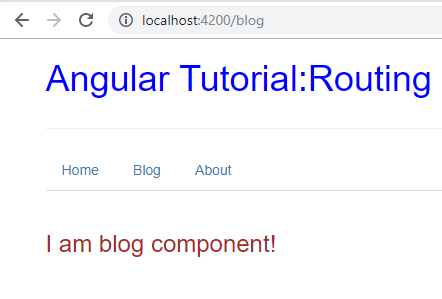 localhost:4200/blog
Angular Tutorial:Routing
Home Blog About
I am blog component!